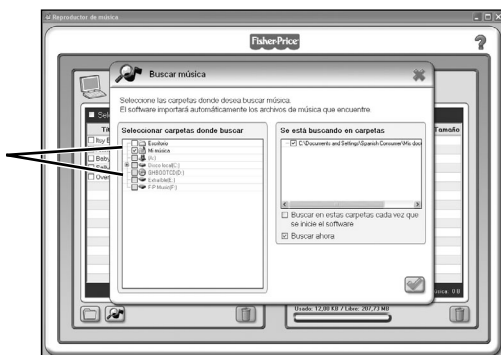 Reproductor de música
Fisher-Price
?
Buscar música
Seleccione las carpetas donde desea buscar música.
El software importará automáticamente los archivos de música que encuentre.
Seleccionar carpetas donde buscar
Escritorio
Mi música
(A:)
Disco local(C:)
(D:)
(E:)
F P Music(F:)
Se está buscando en carpetas
C:\Documents and Settings\Spanish Consumer\Mis doc
Buscar en estas carpetas cada vez que
se inicie el software
Buscar ahora
Tamaño
Baby
Over
Usado: 12,00 KB / Libre: 207,73 MB